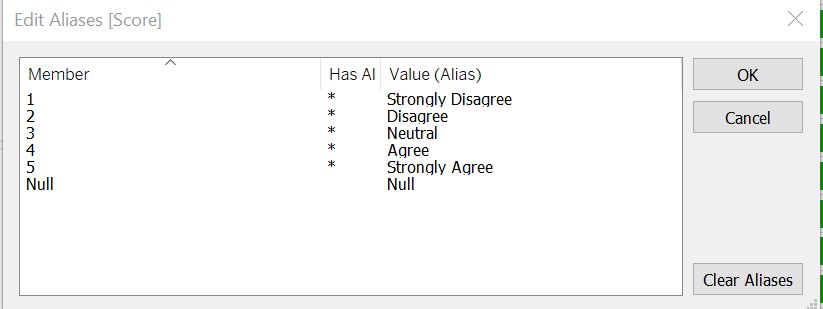 Edit Aliases [Score]
Member Has Al Value (Alias)
1 * Strongly Disagree
2 * Disagree
3 * Neutral
4 * Agree
5 * Strongly Agree
Null Null
OK
Cancel
Clear Aliases